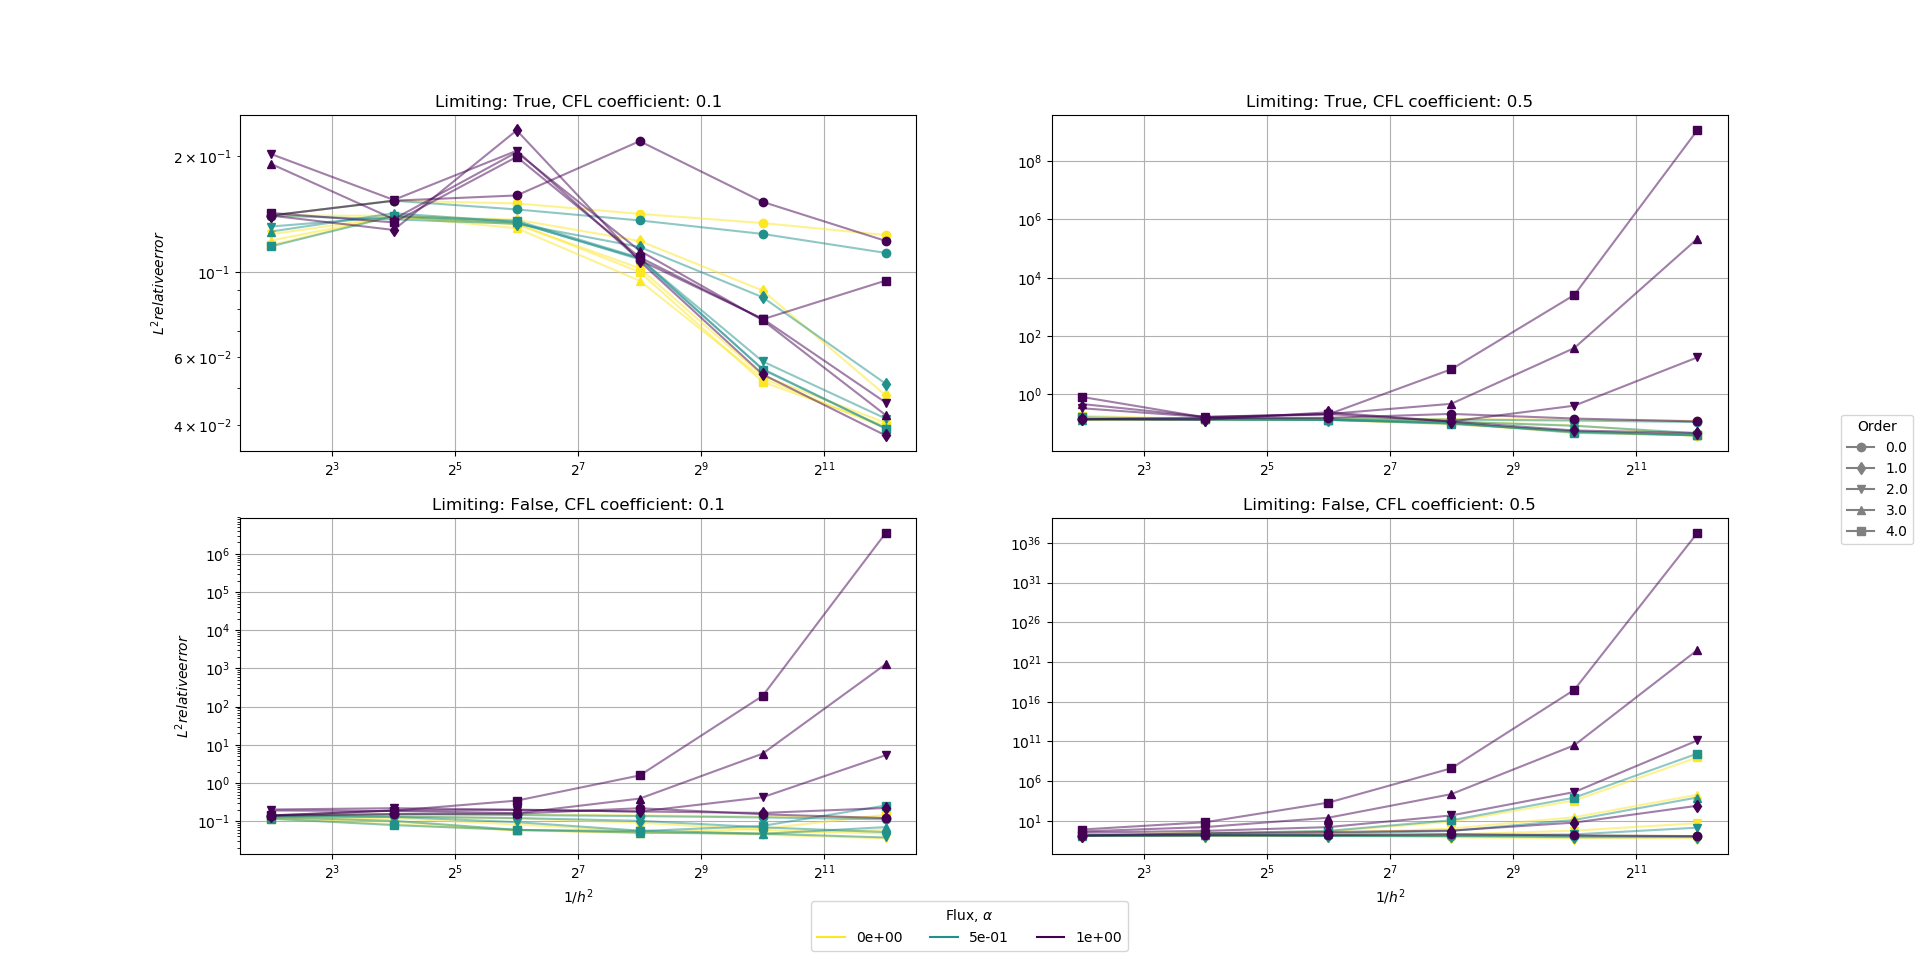 Limiting: True, CFL coefficient: 0.1
Limiting: True, CFL coefficient: 0.5
L² relativeerror
2 × 10⁻¹
10⁻¹
6 × 10⁻²
4 × 10⁻²
2³ 2⁵ 2⁷ 2⁹ 2¹¹
10⁸
10⁶
10⁴
10²
10⁰
2³ 2⁵ 2⁷ 2⁹ 2¹¹
Order
0.0
1.0
2.0
3.0
4.0
Limiting: False, CFL coefficient: 0.1
Limiting: False, CFL coefficient: 0.5
L² relativeerror
10⁶
10⁵
10⁴
10³
10²
10¹
10⁰
10⁻¹
2³ 2⁵ 2⁷ 2⁹ 2¹¹
1/h²
10³⁶
10³¹
10²⁶
10²¹
10¹⁶
10¹¹
10⁶
10¹
2³ 2⁵ 2⁷ 2⁹ 2¹¹
1/h²
Flux, α
0e+00 5e-01 1e+00